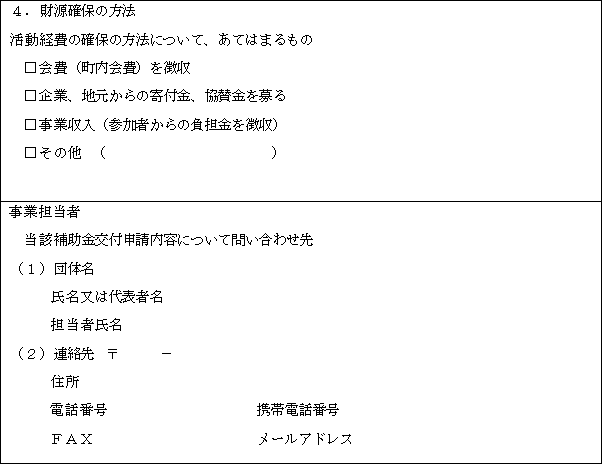 ４．財源確保の方法
活動経費の確保の方法について、あてはまるもの
□会費（町内会費）を徴収
□企業、地元からの寄付金、協賛金を募る
□事業収入（参加者からの負担金を徴収）
□その他　（　　　　　　　　　　　）
事業担当者
当該補助金交付申請内容について問い合わせ先
（１）団体名
氏名又は代表者名
担当者氏名
（２）連絡先　〒　　　－
住所
電話番号　　　　　　　　　　携帯電話番号
ＦＡＸ　　　　　　　　　　　メールアドレス